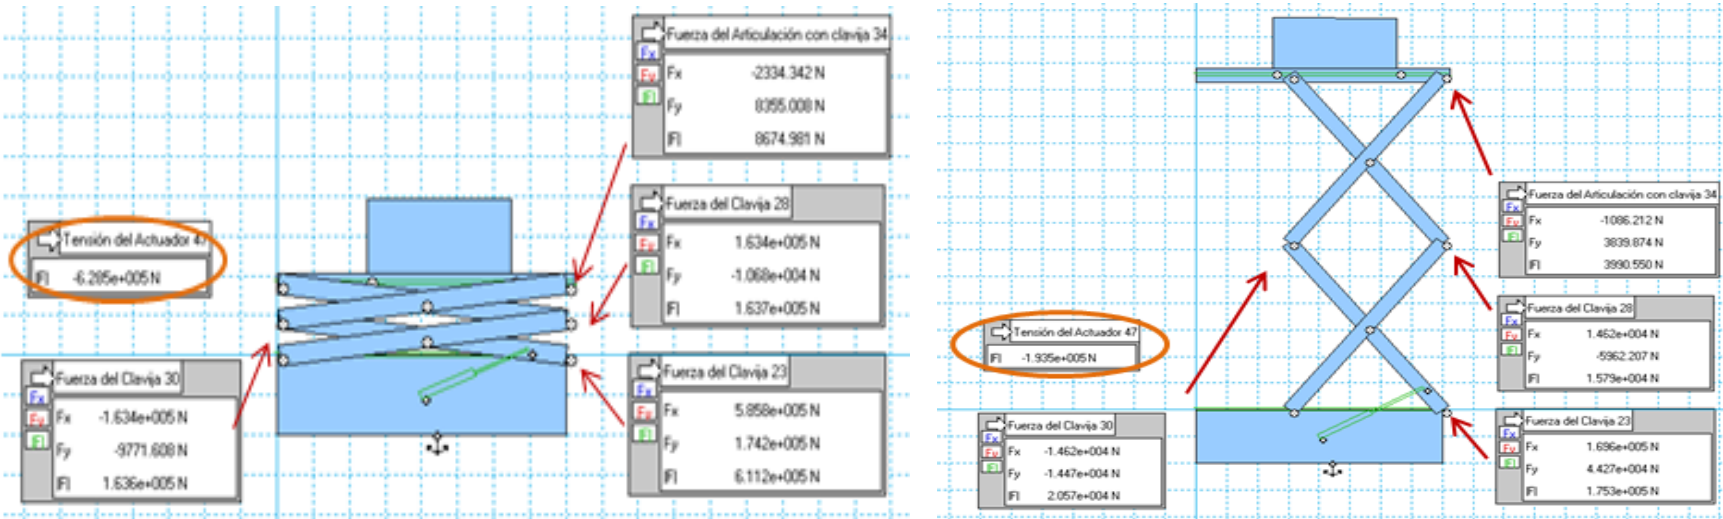 Fuerza del Articulación con clavija 34
Fx -2334.342 N
Fy 8355.008 N
|F| 8674.981 N
Fuerza del Clavija 28
Fx 1.634e+005 N
Fy -1.068e+004 N
|F| 1.637e+005 N
Tensión del Actuador 47
|F| -6.285e+005 N
Fuerza del Clavija 30
Fx -1.634e+005 N
Fy -9771.608 N
|F| 1.636e+005 N
Fuerza del Clavija 23
Fx 5.858e+005 N
Fy 1.742e+005 N
|F| 6.112e+005 N
Fuerza del Articulación con clavija 34
Fx -1086.212 N
Fy 3839.874 N
|F| 3990.550 N
Fuerza del Clavija 28
Fx 1.462e+004 N
Fy -5962.207 N
|F| 1.579e+004 N
Tensión del Actuador 47
|F| -1.935e+005 N
Fuerza del Clavija 30
Fx -1.462e+004 N
Fy -1.447e+004 N
|F| 2.057e+004 N
Fuerza del Clavija 23
Fx 1.696e+005 N
Fy 4.427e+004 N
|F| 1.753e+005 N